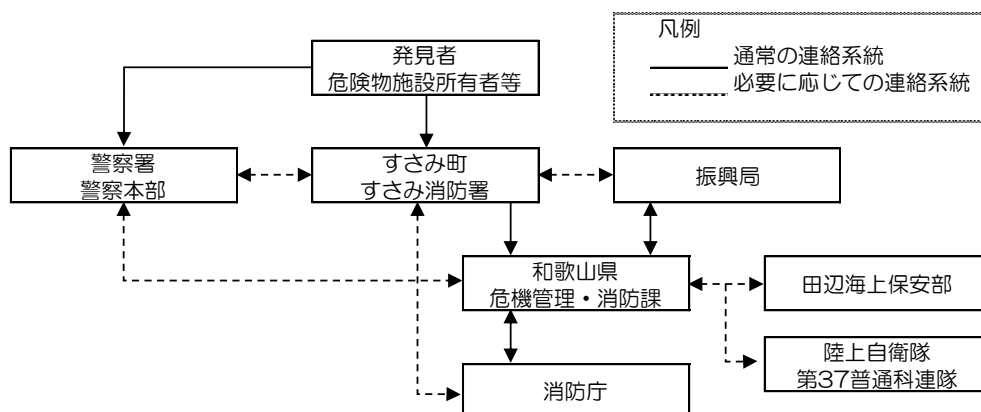 凡例
通常の連絡系統
必要に応じての連絡系統
発見者
危険物施設所有者等
警察署
警察本部
すさみ町
すさみ消防署
振興局
和歌山県
危機管理・消防課
田辺海上保安部
陸上自衛隊
第37普通科連隊
消防庁